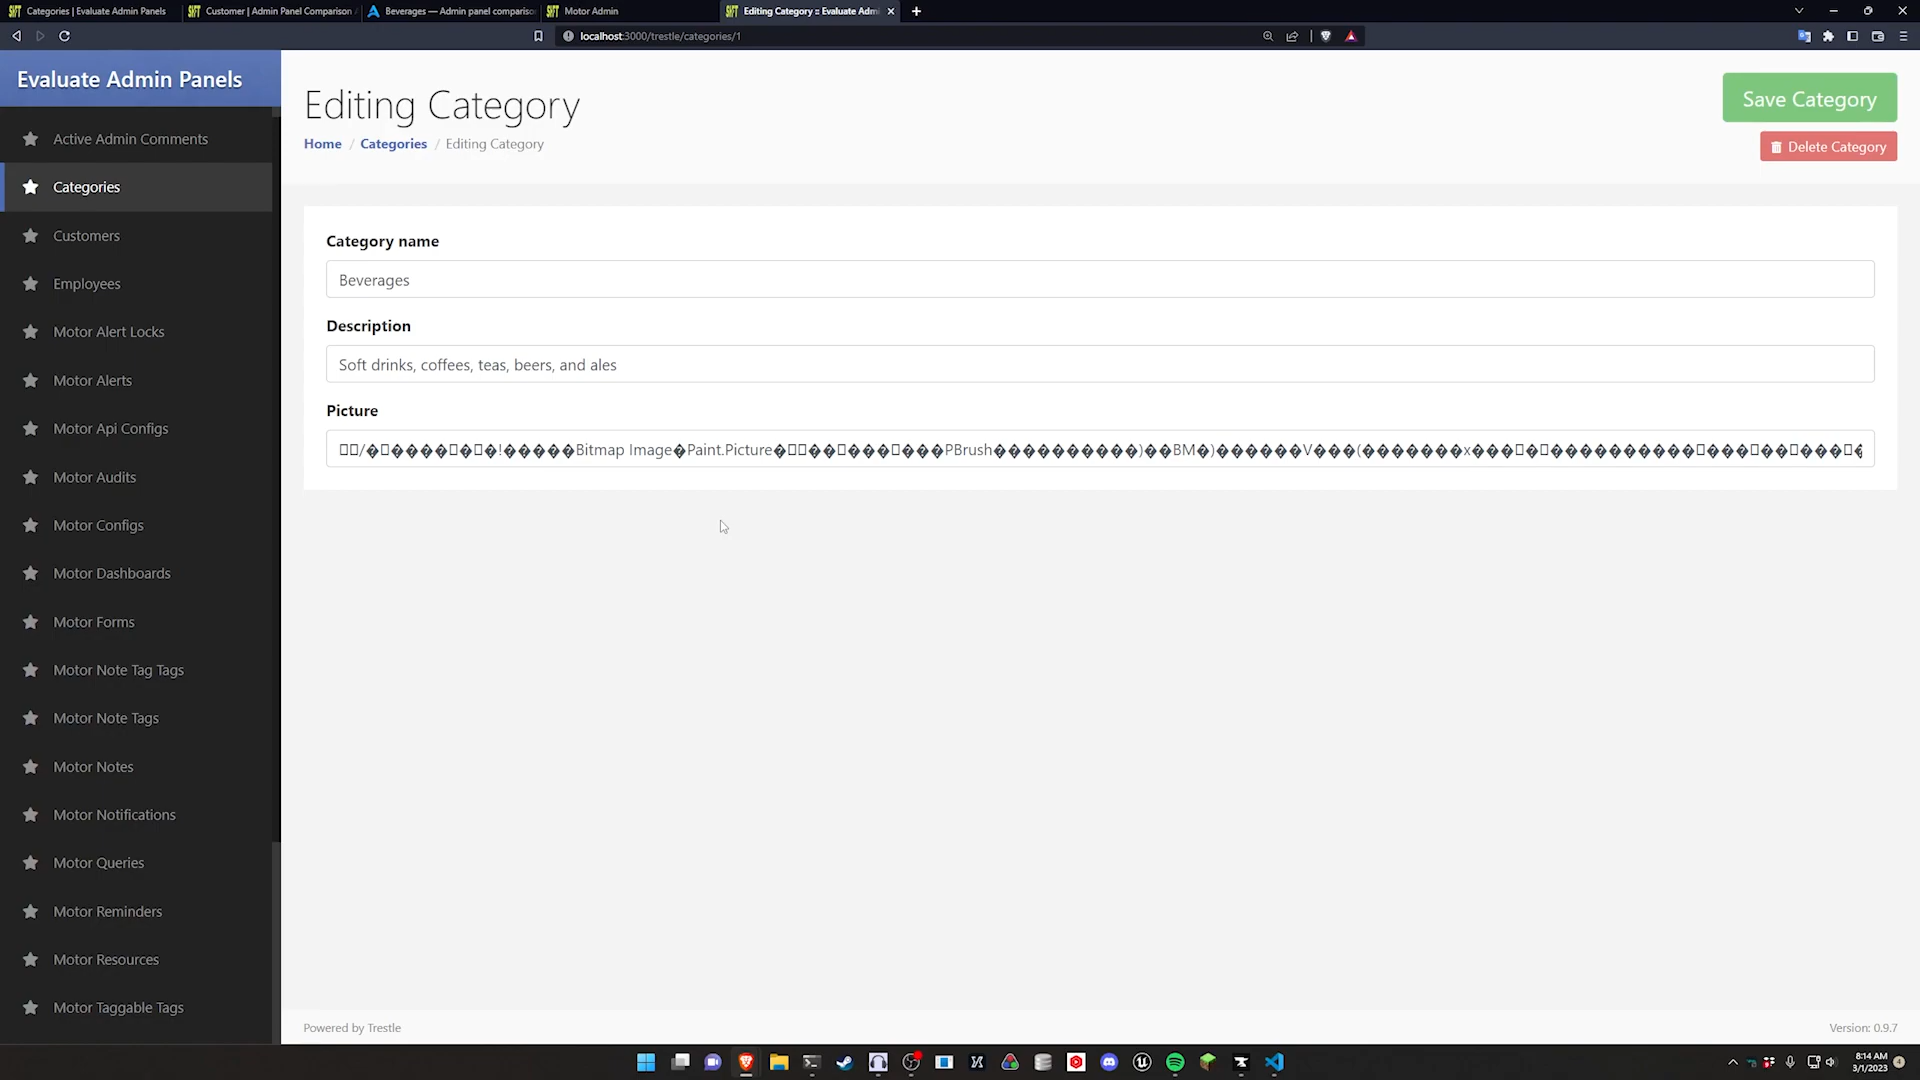 Categories | Evaluate Admin Panels
Customer | Admin Panel Comparison
Beverages — Admin panel compariso
Motor Admin
Editing Category :: Evaluate Admi
localhost:3000/trestle/categories/1
Evaluate Admin Panels
Active Admin Comments
Categories
Customers
Employees
Motor Alert Locks
Motor Alerts
Motor Api Configs
Motor Audits
Motor Configs
Motor Dashboards
Motor Forms
Motor Note Tag Tags
Motor Note Tags
Motor Notes
Motor Notifications
Motor Queries
Motor Reminders
Motor Resources
Motor Taggable Tags
Editing Category
Home / Categories / Editing Category
Save Category
Delete Category
Category name
Beverages
Description
Soft drinks, coffees, teas, beers, and ales
Picture
▯▯/�▯����▯�▯�!�����Bitmap Image�Paint.Picture�▯▯��▯���▯���PBrush����������)��BM�)������V���(�������x���▯�▯����������▯���▯��▯���▯�
Powered by Trestle
Version: 0.9.7
8:14 AM
3/1/2023
4